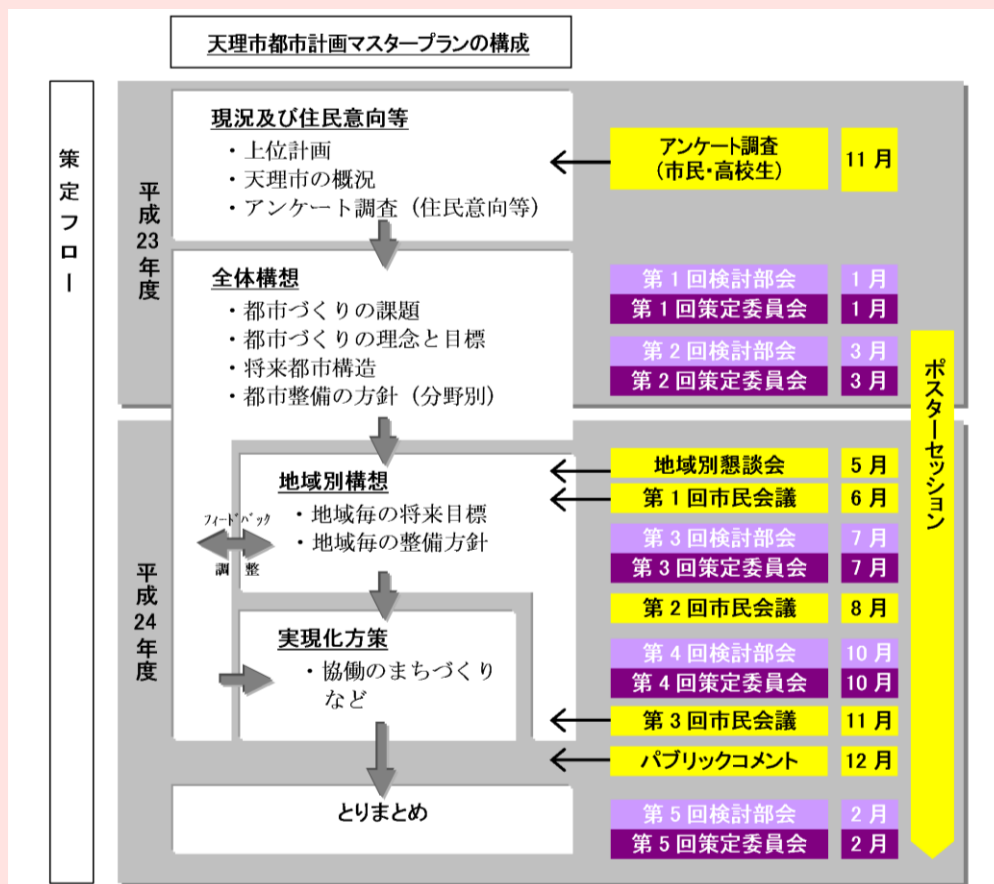 天理市都市計画マスタープランの構成
策定フロー
平成23年度
現況及び住民意向等
・上位計画
・天理市の概況
・アンケート調査（住民意向等）
アンケート調査
（市民・高校生）
11月
全体構想
・都市づくりの課題
・都市づくりの理念と目標
・将来都市構造
・都市整備の方針（分野別）
第1回検討部会 1月
第1回策定委員会 1月
第2回検討部会 3月
第2回策定委員会 3月
ポスターセッション
平成24年度
地域別構想
・地域毎の将来目標
・地域毎の整備方針
フィードバック
調整
地域別懇談会 5月
第1回市民会議 6月
第3回検討部会 7月
第3回策定委員会 7月
第2回市民会議 8月
実現化方策
・協働のまちづくり
など
第4回検討部会 10月
第4回策定委員会 10月
第3回市民会議 11月
パブリックコメント 12月
とりまとめ
第5回検討部会 2月
第5回策定委員会 2月